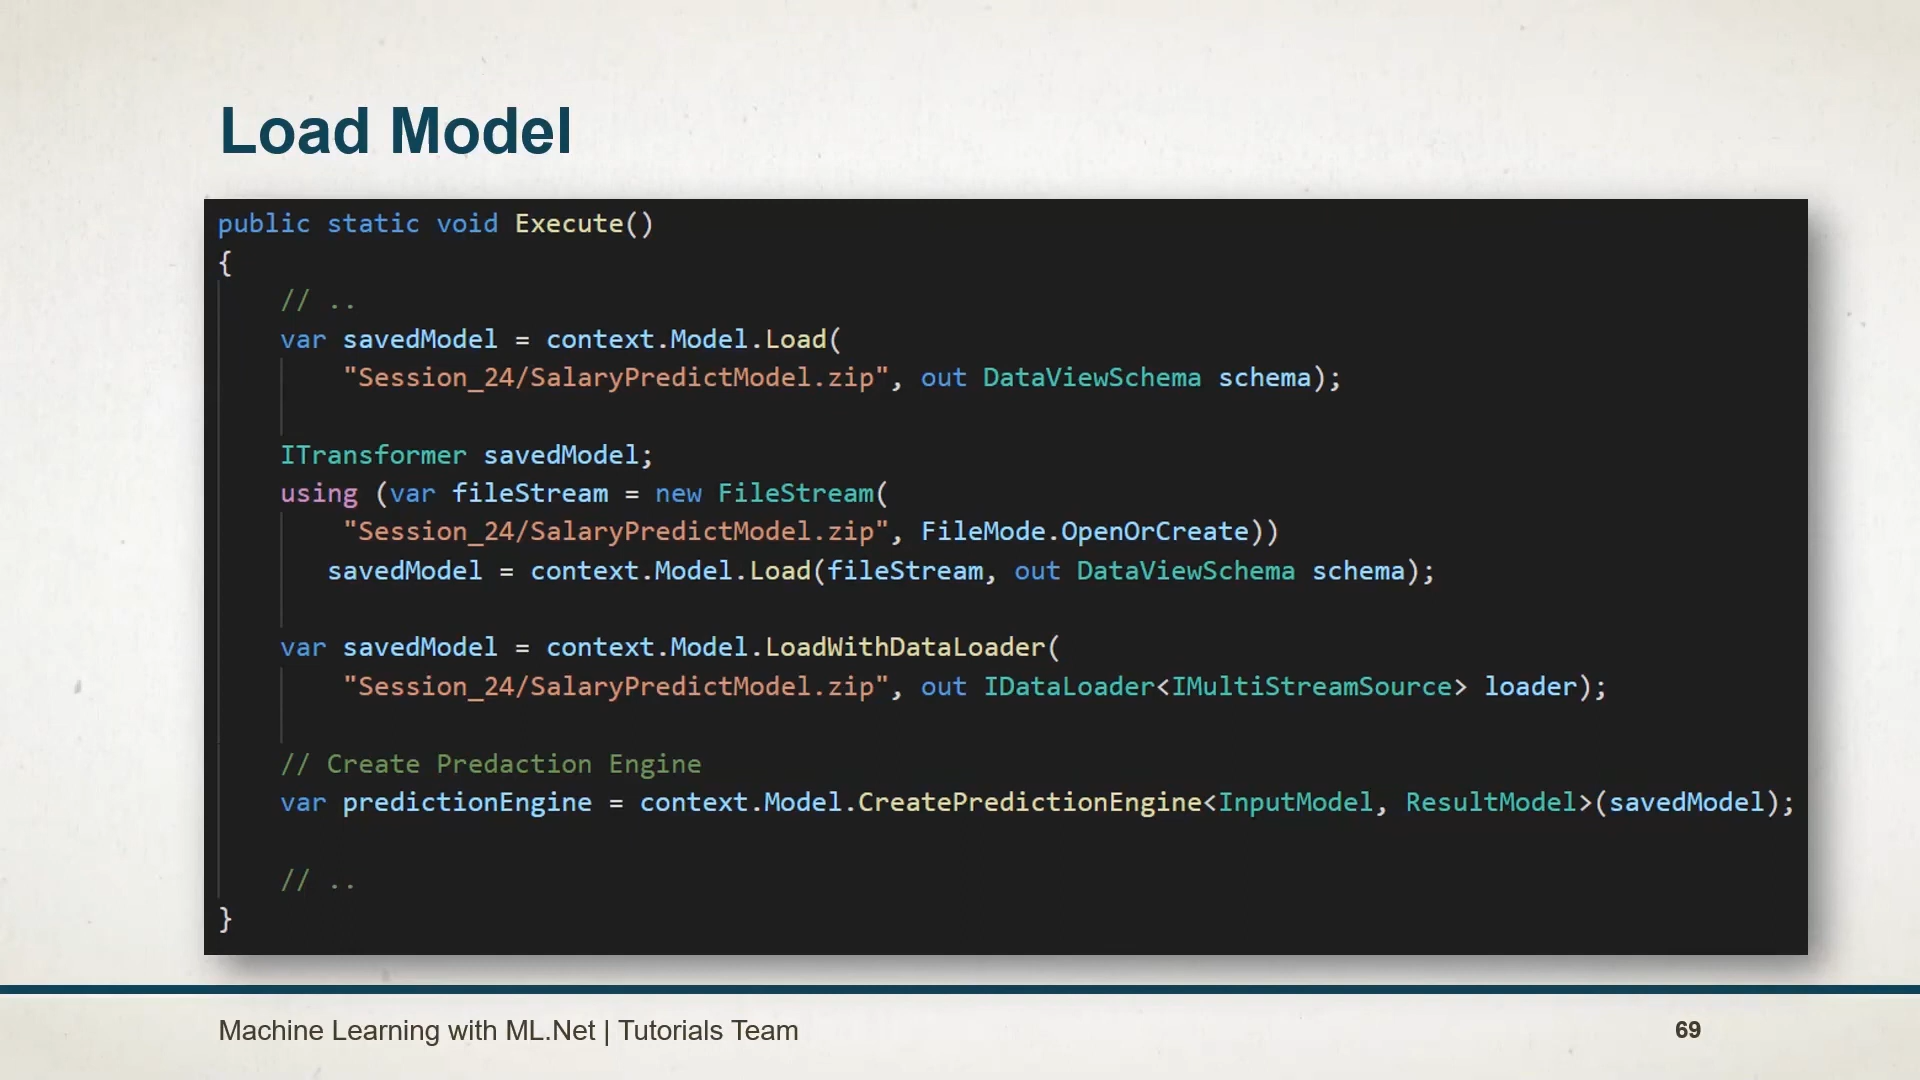 Load Model
public static void Execute()
{
// ..
var savedModel = context.Model.Load(
"Session_24/SalaryPredictModel.zip", out DataViewSchema schema);
ITransformer savedModel;
using (var fileStream = new FileStream(
"Session_24/SalaryPredictModel.zip", FileMode.OpenOrCreate))
savedModel = context.Model.Load(fileStream, out DataViewSchema schema);
var savedModel = context.Model.LoadWithDataLoader(
"Session_24/SalaryPredictModel.zip", out IDataLoader<IMultiStreamSource> loader);
// Create Predaction Engine
var predictionEngine = context.Model.CreatePredictionEngine<InputModel, ResultModel>(savedModel);
// ..
}
Machine Learning with ML.Net | Tutorials Team
69